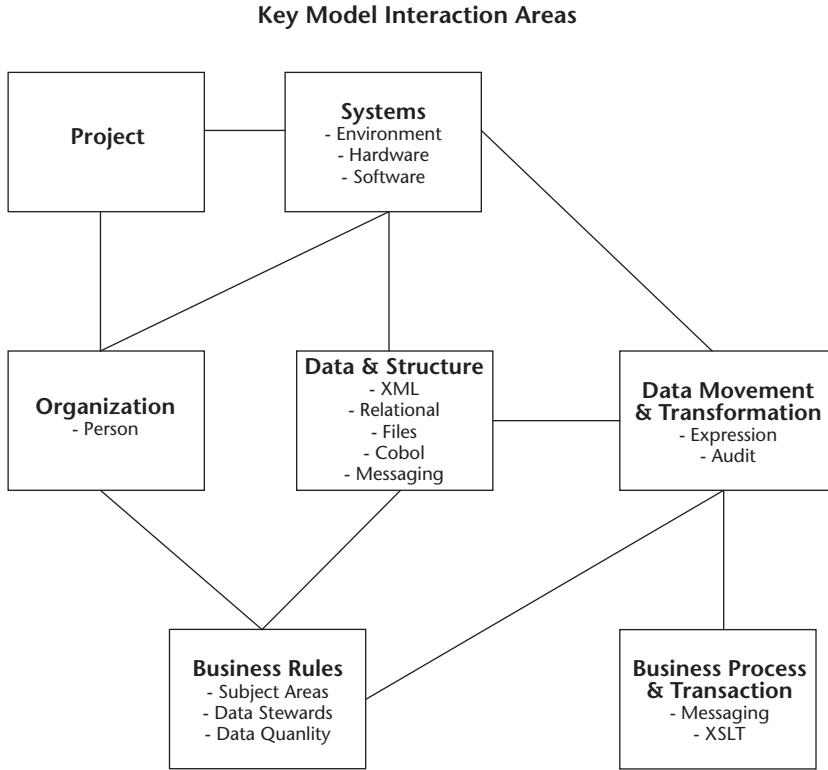 Key Model Interaction Areas
Project
Systems
- Environment
- Hardware
- Software
Organization
- Person
Data & Structure
- XML
- Relational
- Files
- Cobol
- Messaging
Data Movement
& Transformation
- Expression
- Audit
Business Rules
- Subject Areas
- Data Stewards
- Data Quanlity
Business Process
& Transaction
- Messaging
- XSLT